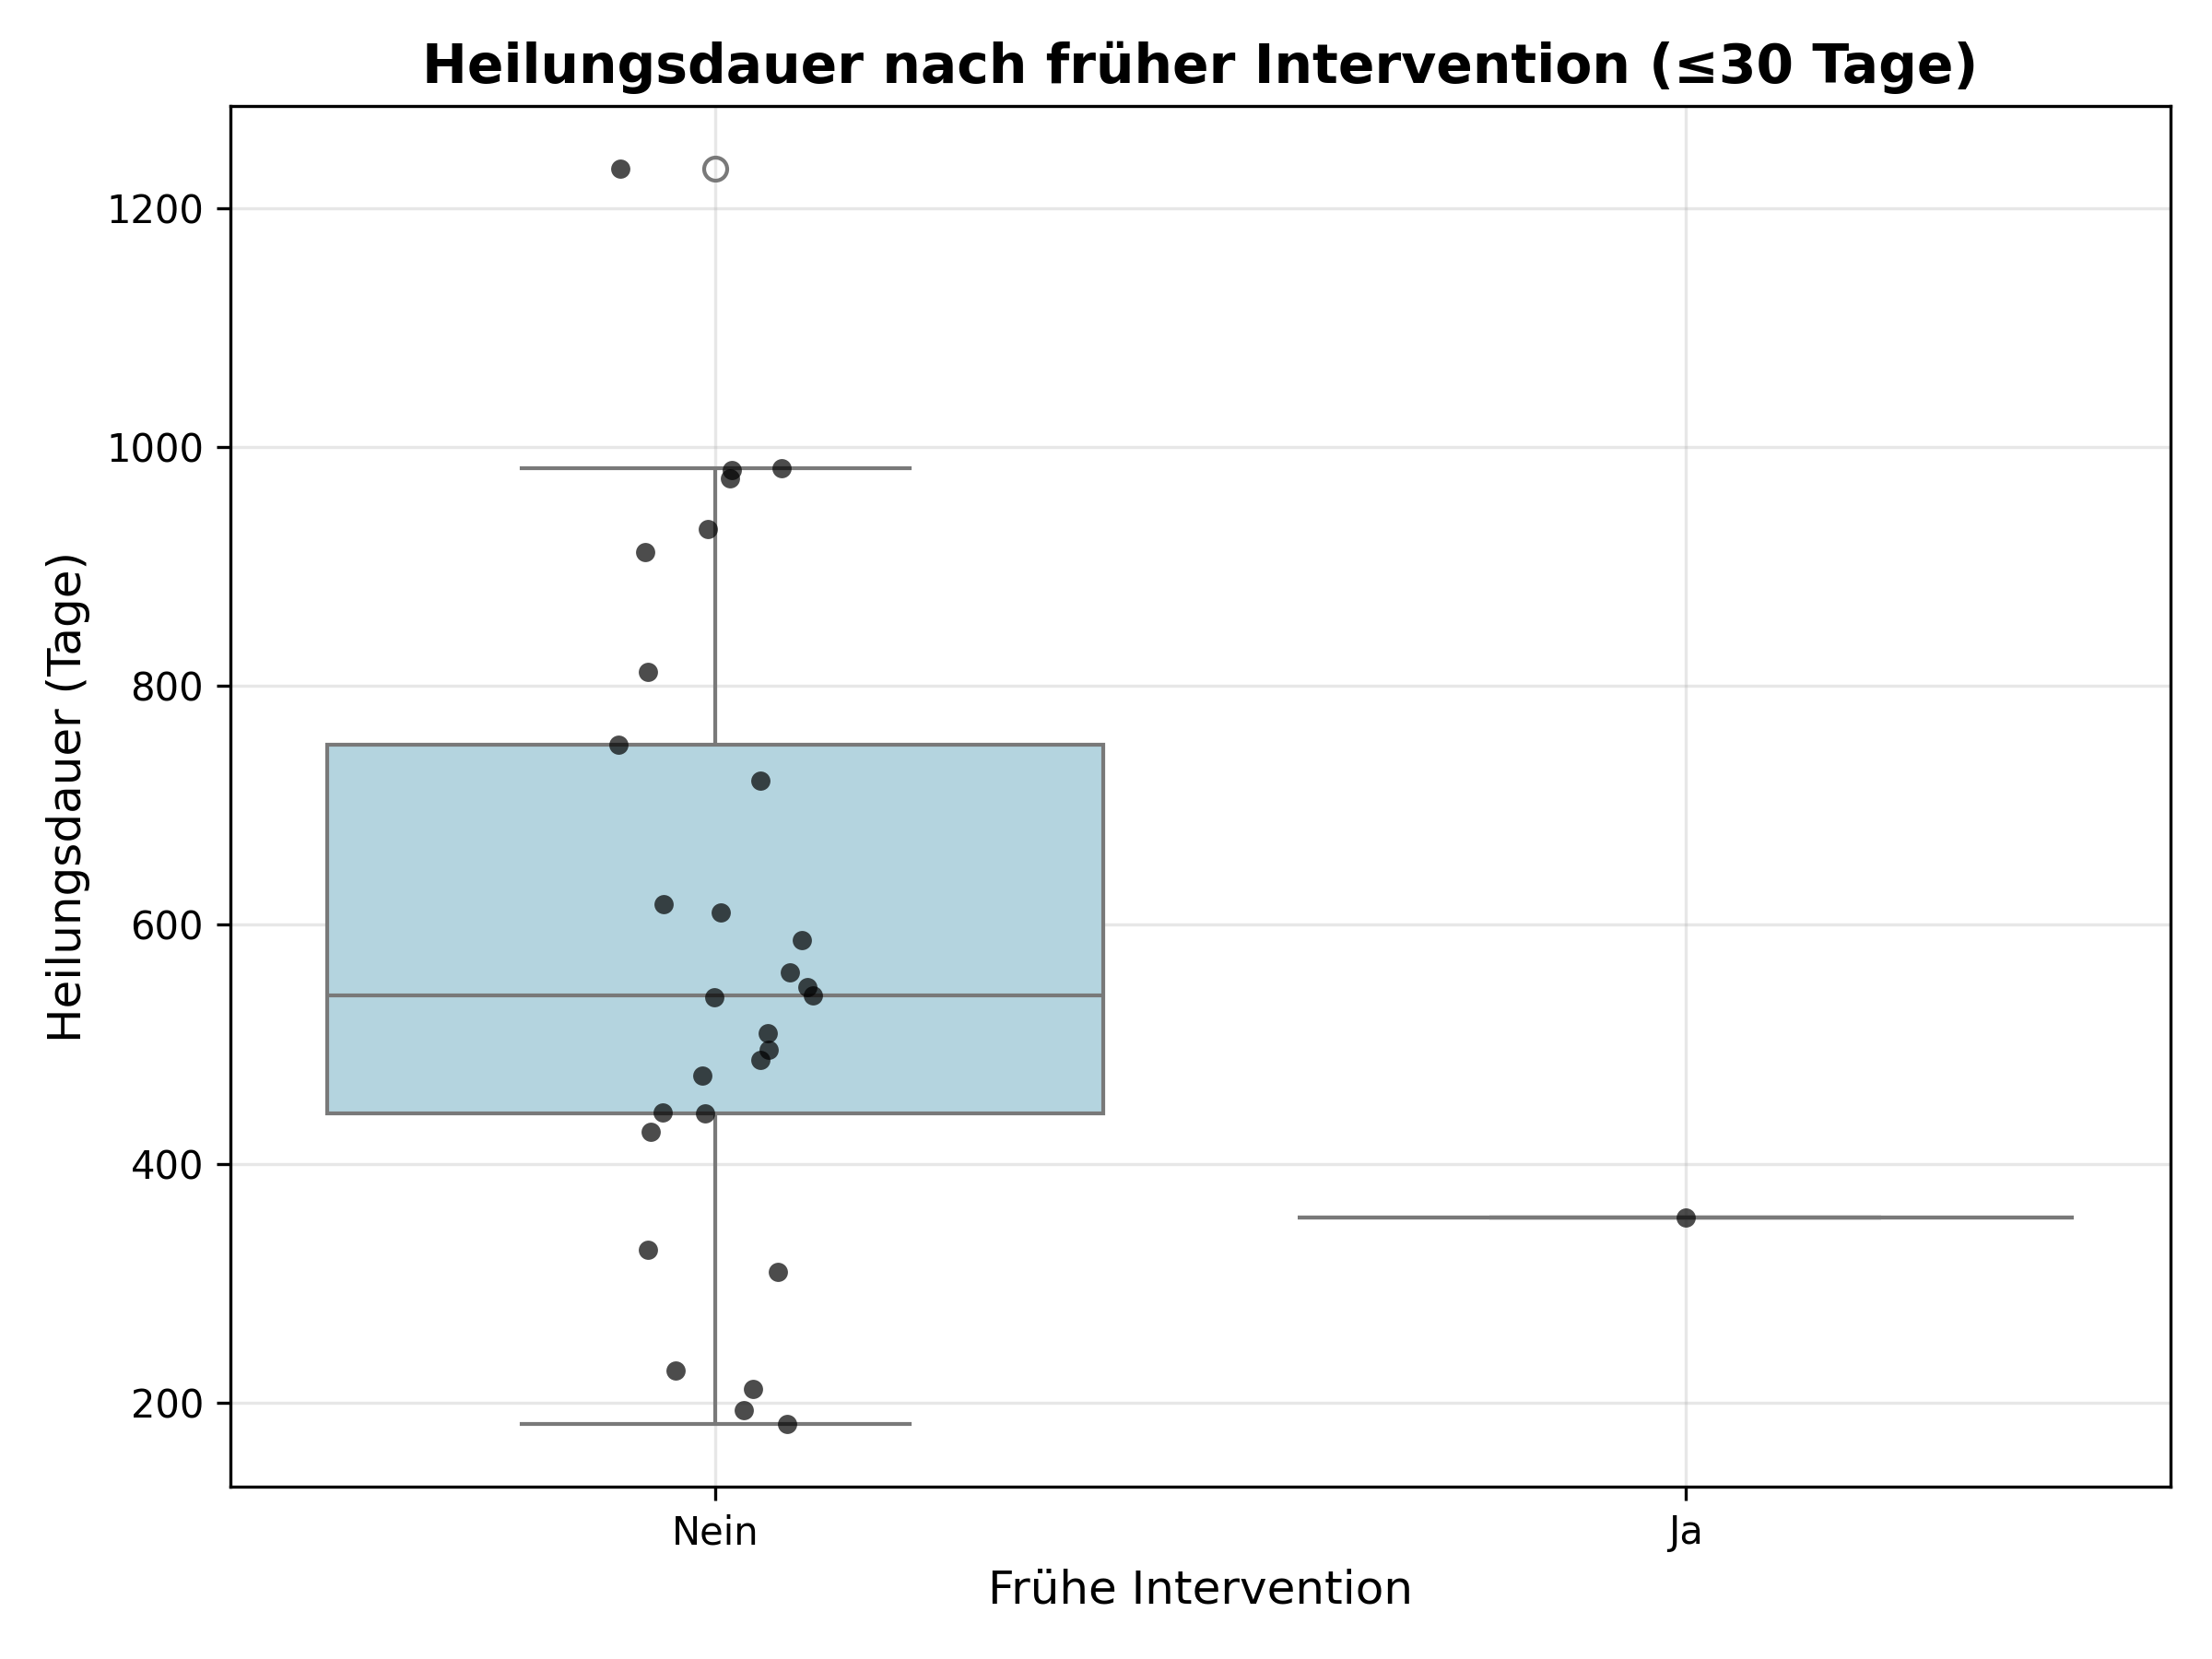 Heilungsdauer nach früher Intervention (≤30 Tage)
Heilungsdauer (Tage)
1200
1000
800
600
400
200
Nein
Ja
Frühe Intervention